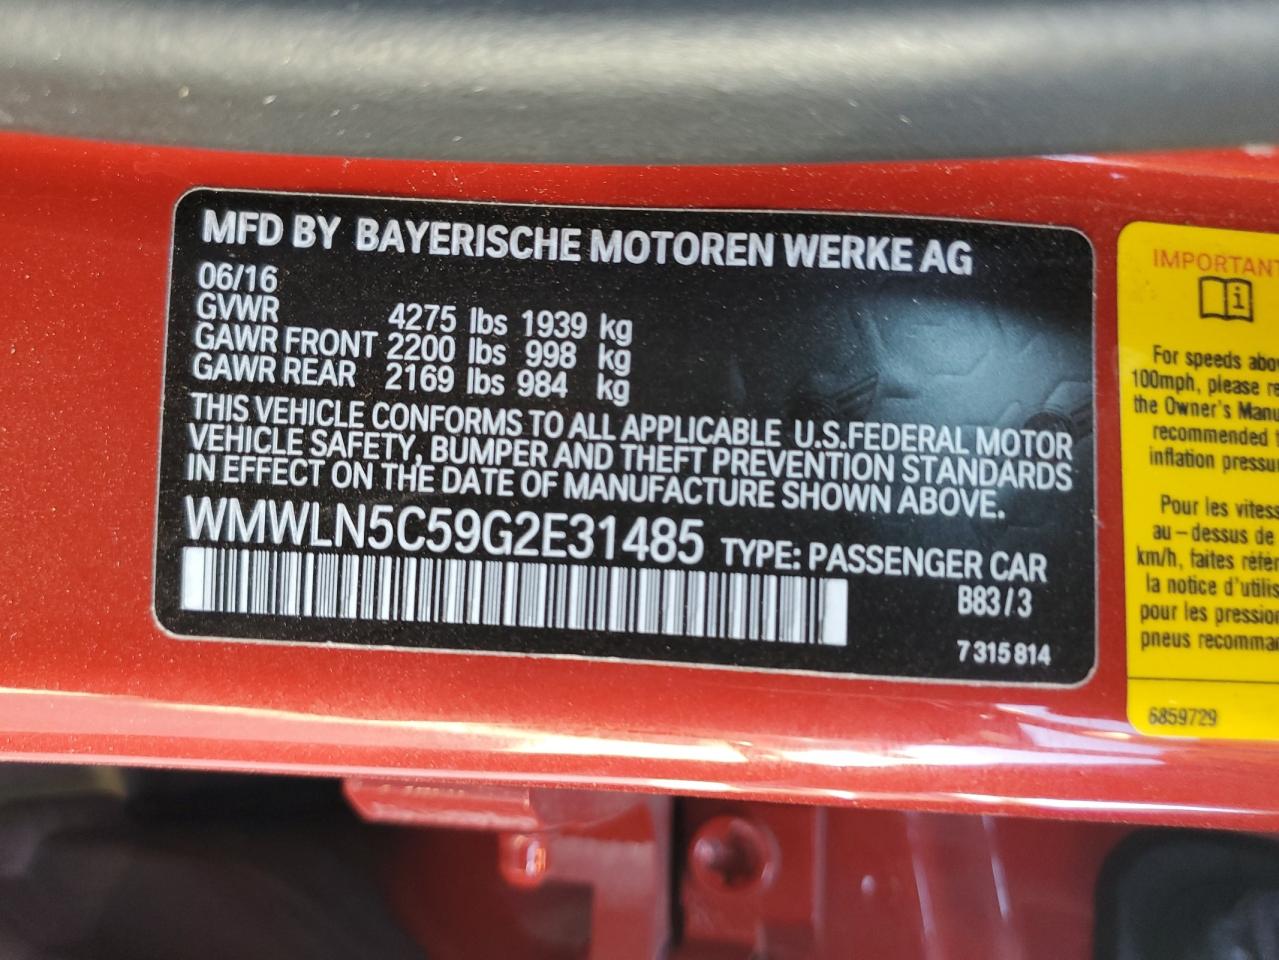 MFD BY BAYERISCHE MOTOREN WERKE AG
06/16
GVWR 4275 lbs 1939 kg
GAWR FRONT 2200 lbs 998 kg
GAWR REAR 2169 lbs 984 kg
THIS VEHICLE CONFORMS TO ALL APPLICABLE U.S.FEDERAL MOTOR
VEHICLE SAFETY, BUMPER AND THEFT PREVENTION STANDARDS
IN EFFECT ON THE DATE OF MANUFACTURE SHOWN ABOVE.
WMWLN5C59G2E31485 TYPE: PASSENGER CAR
B83/3
7 315 814
IMPORTANT
i
For speeds abov
100mph, please re
the Owner's Manu
recommended
inflation pressu
Pour les vitess
au-dessus de
km/h, faites réfé
la notice d'utilis
pour les pression
pneus recomma
6859729